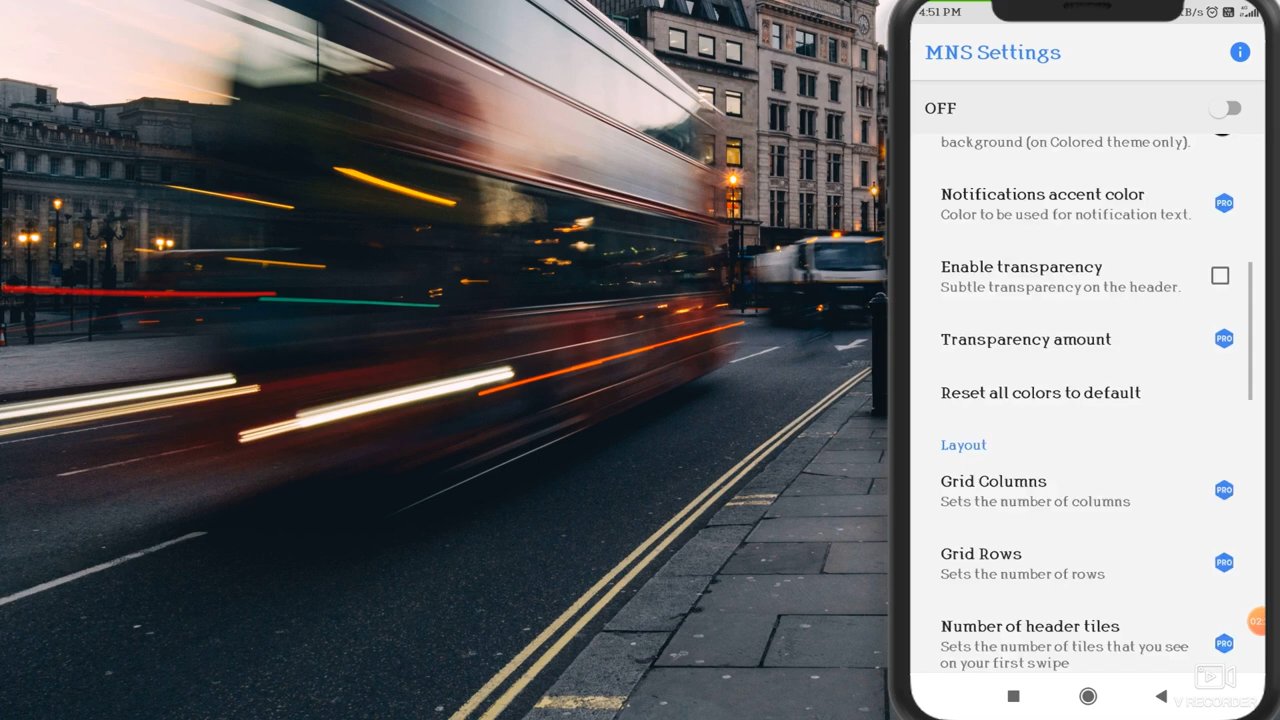 4:51 PM
B/s
MNS Settings
OFF
background (on Colored theme only).
Notifications accent color
Color to be used for notification text.
PRO
Enable transparency
Subtle transparency on the header.
Transparency amount
PRO
Reset all colors to default
Layout
Grid Columns
Sets the number of columns
PRO
Grid Rows
Sets the number of rows
PRO
Number of header tiles
Sets the number of tiles that you see
on your first swipe
PRO
02:
V RECORDER